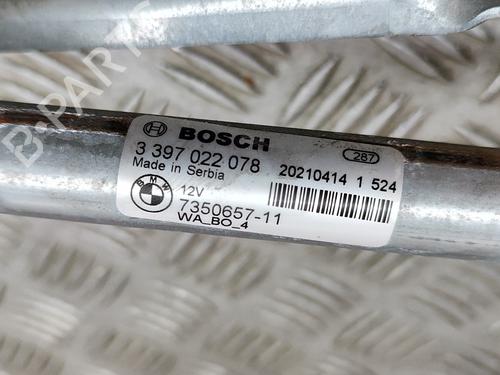 B-PARTS
BOSCH
287
3 397 022 078
Made in Serbia
20210414 1 524
BMW
12V
7350657-11
WA_BO_4